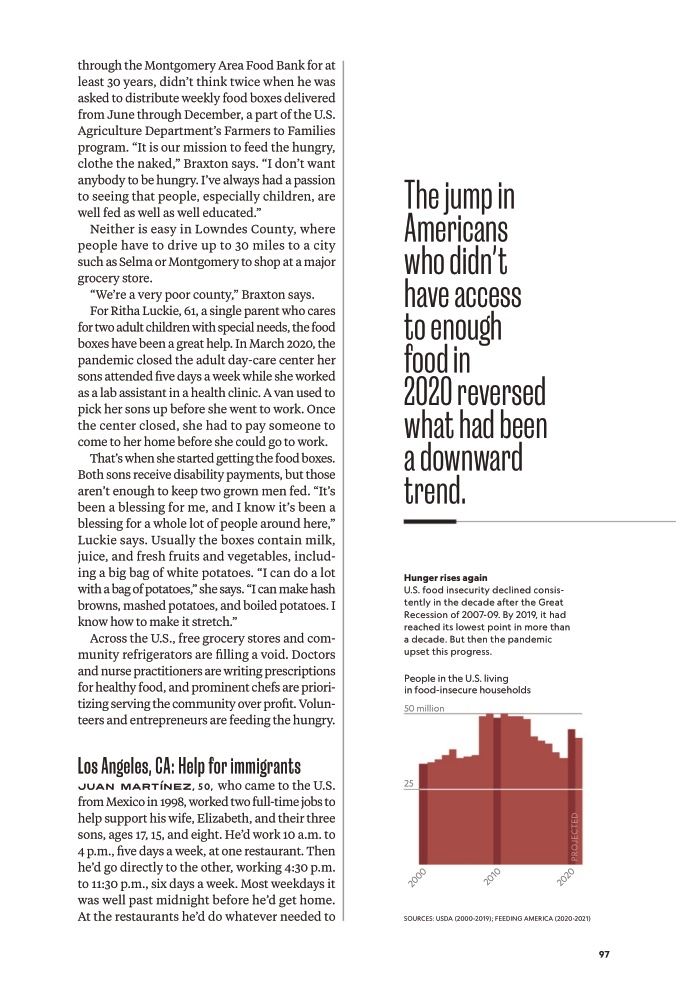 through the Montgomery Area Food Bank for at
least 30 years, didn’t think twice when he was
asked to distribute weekly food boxes delivered
from June through December, a part of the U.S.
Agriculture Department’s Farmers to Families
program. “It is our mission to feed the hungry,
clothe the naked,” Braxton says. “I don’t want
anybody to be hungry. I’ve always had a passion
to seeing that people, especially children, are
well fed as well as well educated.”
Neither is easy in Lowndes County, where
people have to drive up to 30 miles to a city
such as Selma or Montgomery to shop at a major
grocery store.
“We’re a very poor county,” Braxton says.
For Ritha Luckie, 61, a single parent who cares
for two adult children with special needs, the food
boxes have been a great help. In March 2020, the
pandemic closed the adult day-care center her
sons attended five days a week while she worked
as a lab assistant in a health clinic. A van used to
pick her sons up before she went to work. Once
the center closed, she had to pay someone to
come to her home before she could go to work.
That’s when she started getting the food boxes.
Both sons receive disability payments, but those
aren’t enough to keep two grown men fed. “It’s
been a blessing for me, and I know it’s been a
blessing for a whole lot of people around here,”
Luckie says. Usually the boxes contain milk,
juice, and fresh fruits and vegetables, includ-
ing a big bag of white potatoes. “I can do a lot
with a bag of potatoes,” she says. “I can make hash
browns, mashed potatoes, and boiled potatoes. I
know how to make it stretch.”
Across the U.S., free grocery stores and com-
munity refrigerators are filling a void. Doctors
and nurse practitioners are writing prescriptions
for healthy food, and prominent chefs are priori-
tizing serving the community over profit. Volun-
teers and entrepreneurs are feeding the hungry.
Los Angeles, CA: Help for immigrants
JUAN MARTÍNEZ, 50, who came to the U.S.
from Mexico in 1998, worked two full-time jobs to
help support his wife, Elizabeth, and their three
sons, ages 17, 15, and eight. He’d work 10 a.m. to
4 p.m., five days a week, at one restaurant. Then
he’d go directly to the other, working 4:30 p.m.
to 11:30 p.m., six days a week. Most weekdays it
was well past midnight before he’d get home.
At the restaurants he’d do whatever needed to
The jump in
Americans
who didn’t
have access
to enough
food in
2020 reversed
what had been
a downward
trend.
Hunger rises again
U.S. food insecurity declined consis-
tently in the decade after the Great
Recession of 2007-09. By 2019, it had
reached its lowest point in more than
a decade. But then the pandemic
upset this progress.
People in the U.S. living
in food-insecure households
50 million
25
PROJECTED
2000
2010
2020
SOURCES: USDA (2000-2019); FEEDING AMERICA (2020-2021)
97